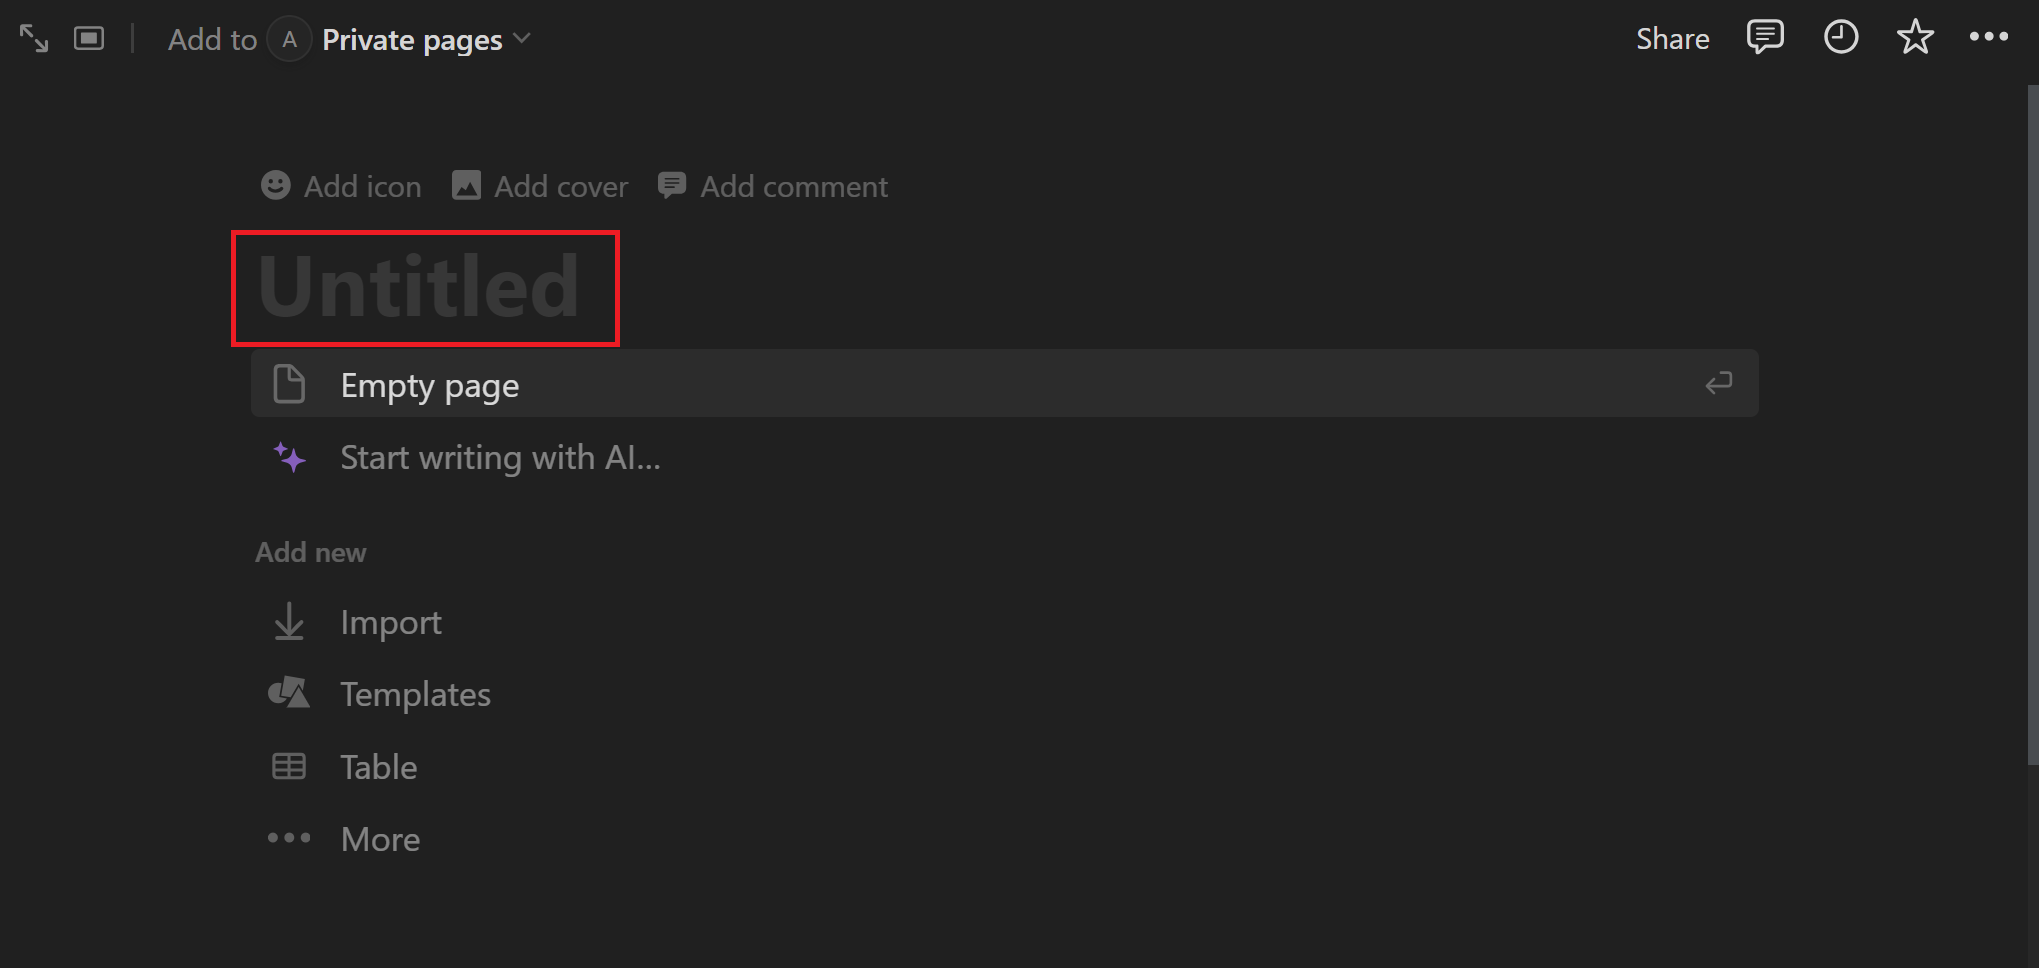 Add to A Private pages
Share
Add icon Add cover Add comment
Untitled
Empty page
Start writing with AI...
Add new
Import
Templates
Table
More